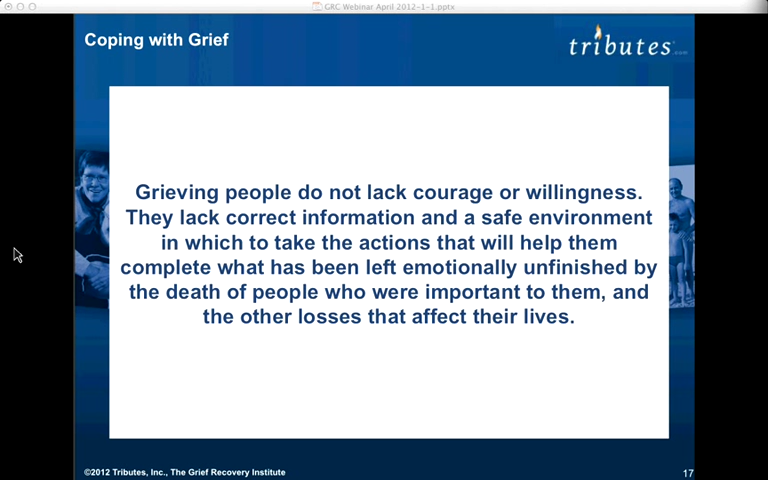 GRC Webinar April 2012-1-1.pptx
Coping with Grief
tributes.com
Grieving people do not lack courage or willingness.
They lack correct information and a safe environment
in which to take the actions that will help them
complete what has been left emotionally unfinished by
the death of people who were important to them, and
the other losses that affect their lives.
©2012 Tributes, Inc., The Grief Recovery Institute
17